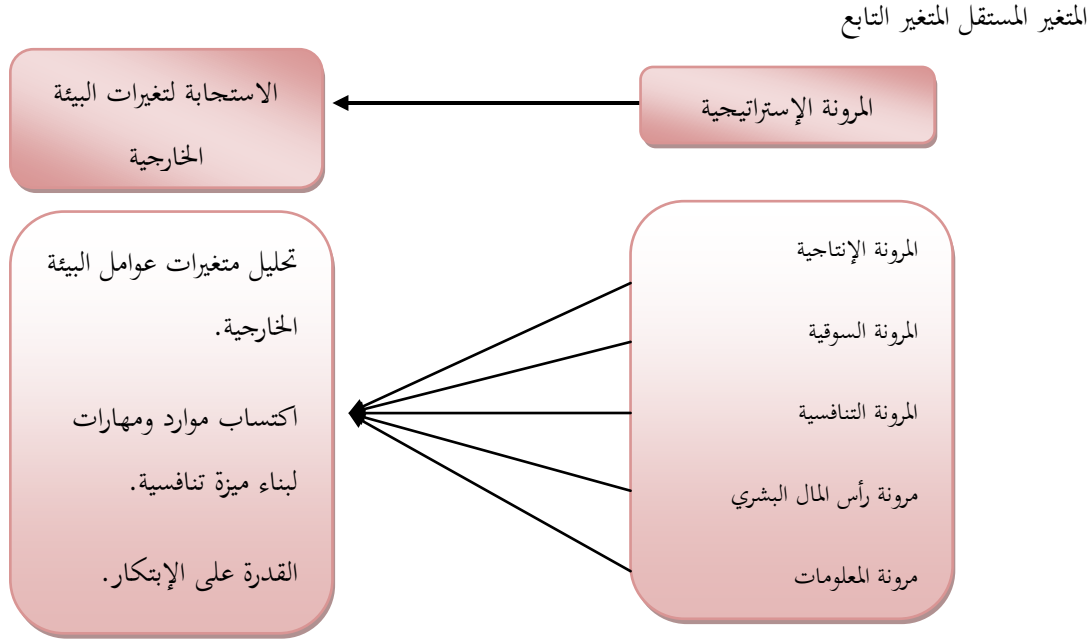 المتغير المستقل المتغير التابع
المرونة الإستراتيجية
الاستجابة لتغيرات البيئة
الخارجية
المرونة الإنتاجية
المرونة السوقية
المرونة التنافسية
مرونة رأس المال البشري
مرونة المعلومات
تحليل متغيرات عوامل البيئة
الخارجية.
اكتساب موارد ومهارات
لبناء ميزة تنافسية.
القدرة على الإبتكار.